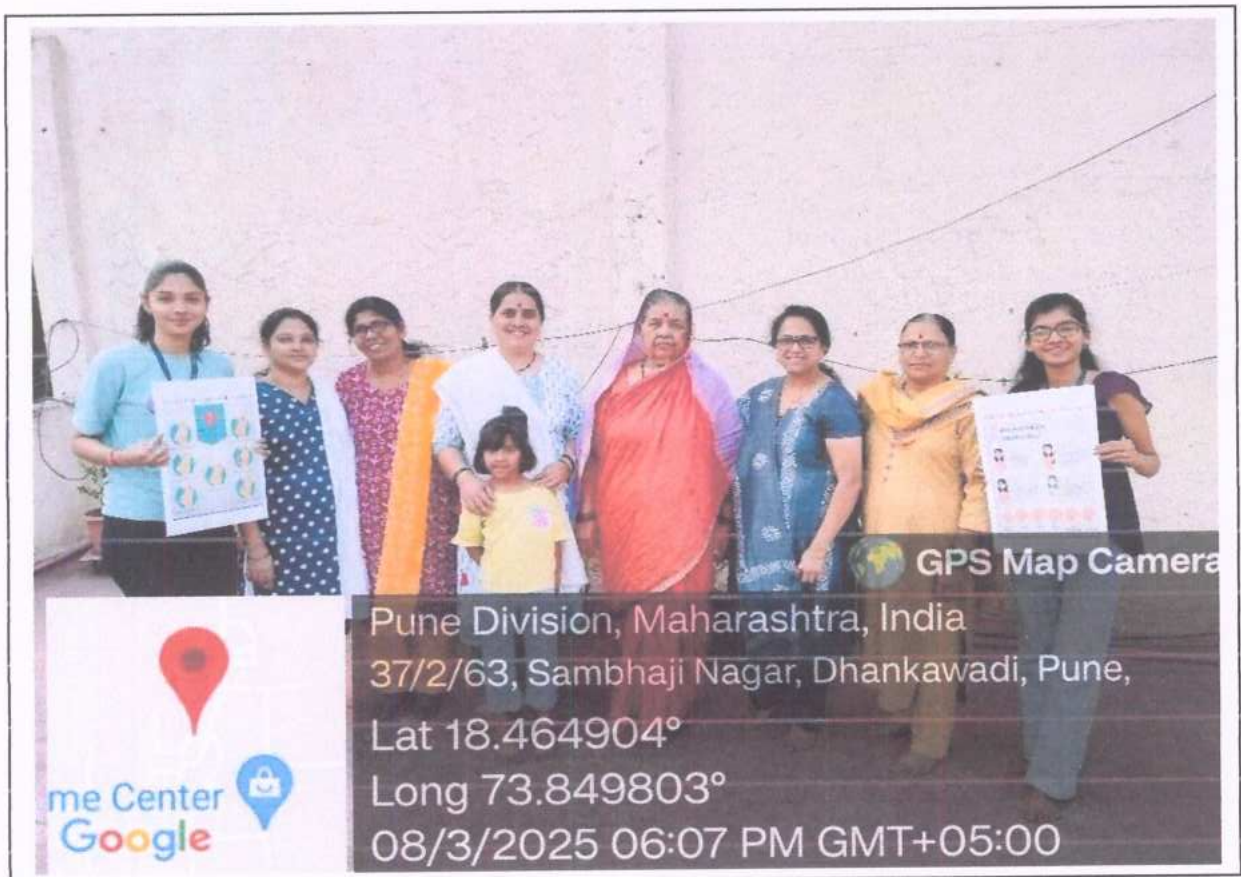 GPS Map Camera
Pune Division, Maharashtra, India
37/2/63, Sambhaji Nagar, Dhankawadi, Pune,
Lat 18.464904°
Long 73.849803°
08/3/2025 06:07 PM GMT+05:00
me Center
Google